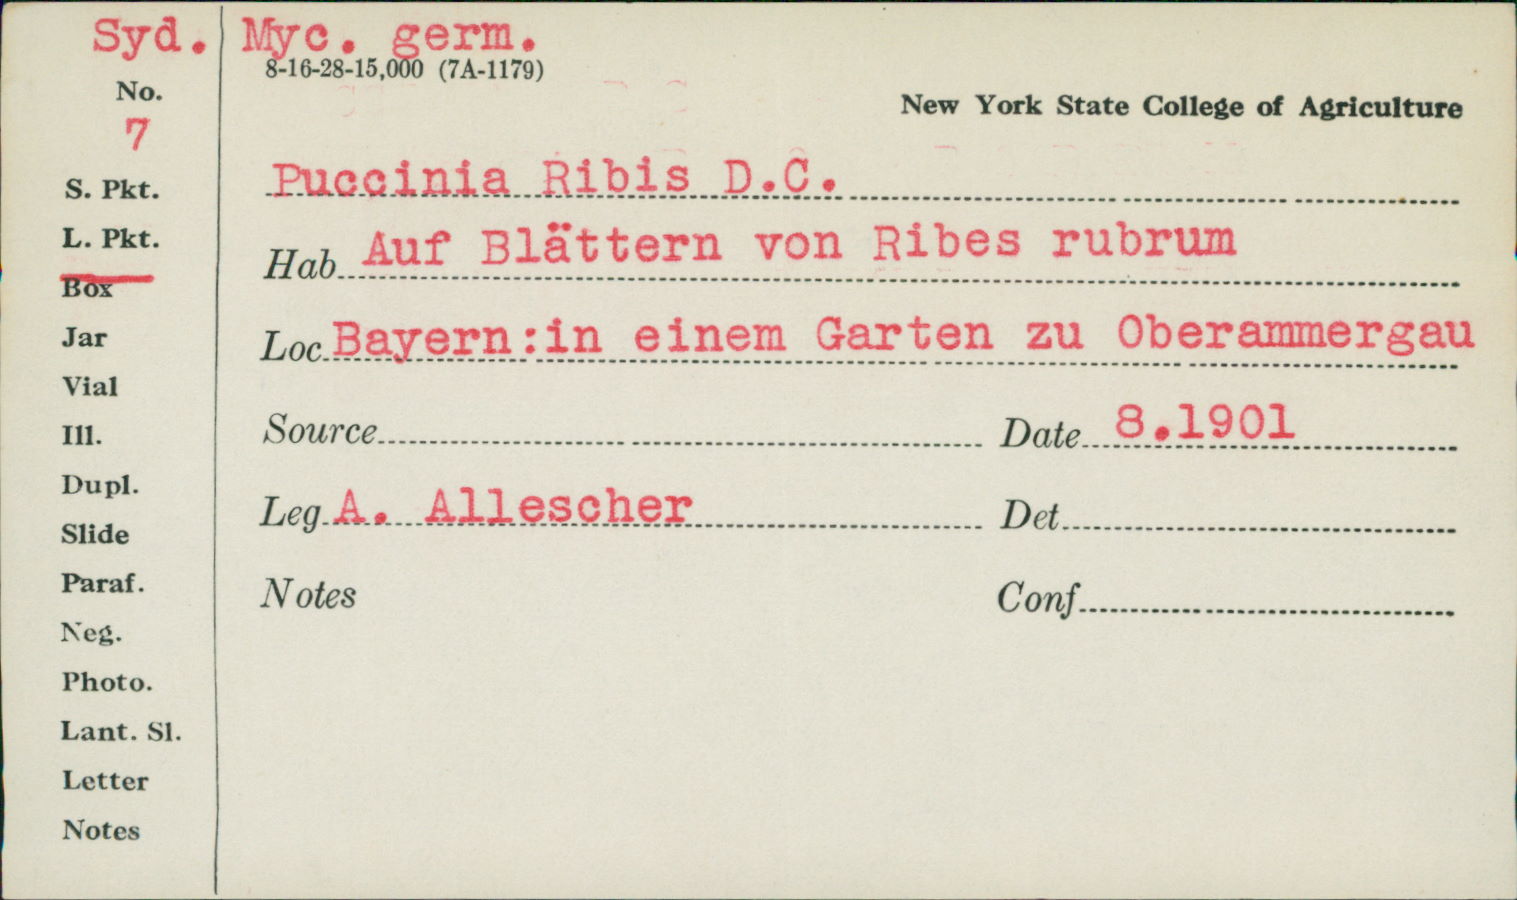 Syd. Myc. germ.
8-16-28-15,000 (7A-1179)
No.
7
New York State College of Agriculture
S. Pkt.
Puccinia Ribis D.C.
L. Pkt.
Hab Auf Blättern von Ribes rubrum
Box
Jar
Loc Bayern:in einem Garten zu Oberammergau
Vial
Ill.
Source Date 8.1901
Dupl.
Leg A. Allescher Det
Slide
Paraf.
Notes Conf
Neg.
Photo.
Lant. Sl.
Letter
Notes